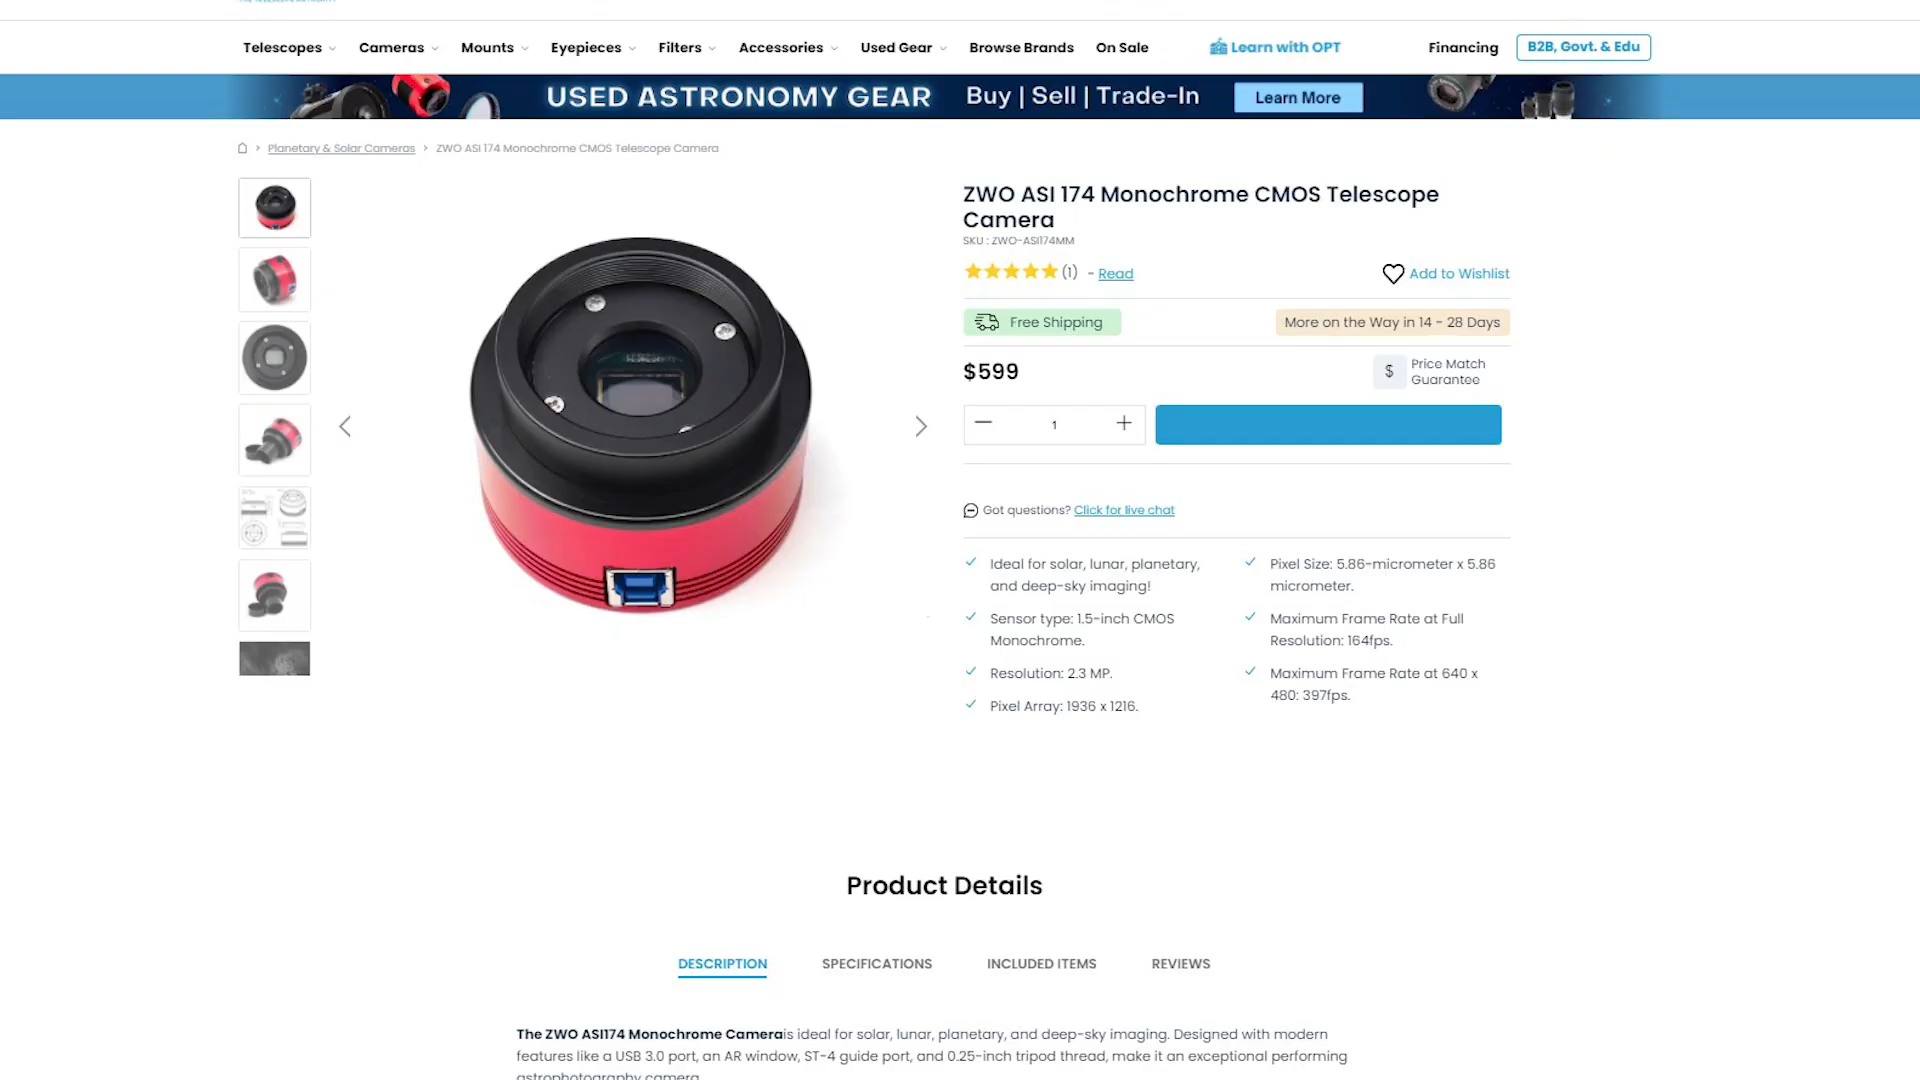 Telescopes Cameras Mounts Eyepieces Filters Accessories Used Gear Browse Brands On Sale Learn with OPT Financing B2B, Govt. & Edu
USED ASTRONOMY GEAR Buy | Sell | Trade-In Learn More
Planetary & Solar Cameras > ZWO ASI 174 Monochrome CMOS Telescope Camera
ZWO ASI 174 Monochrome CMOS Telescope
Camera
SKU : ZWO-ASI174MM
(1) - Read
Add to Wishlist
Free Shipping
More on the Way in 14 - 28 Days
$599
$ Price Match
Guarantee
1
Got questions? Click for live chat
Ideal for solar, lunar, planetary,
and deep-sky imaging!
Sensor type: 1.5-inch CMOS
Monochrome.
Resolution: 2.3 MP.
Pixel Array: 1936 x 1216.
Pixel Size: 5.86-micrometer x 5.86
micrometer.
Maximum Frame Rate at Full
Resolution: 164fps.
Maximum Frame Rate at 640 x
480: 397fps.
Product Details
DESCRIPTION SPECIFICATIONS INCLUDED ITEMS REVIEWS
The ZWO ASI174 Monochrome Camerais ideal for solar, lunar, planetary, and deep-sky imaging. Designed with modern
features like a USB 3.0 port, an AR window, ST-4 guide port, and 0.25-inch tripod thread, make it an exceptional performing
astrophotography camera.